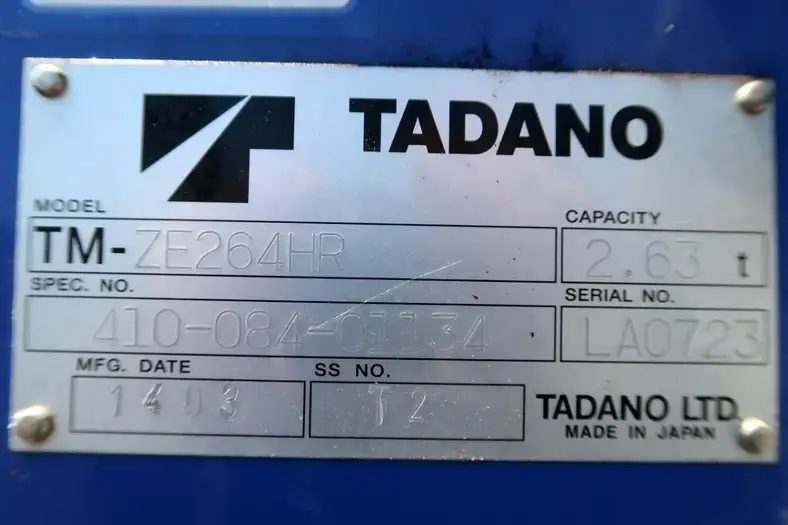 TADANO
MODEL
TM-ZE264HR
CAPACITY
2.63 t
SPEC. NO.
410-084-01134
SERIAL NO.
LA0723
MFG. DATE
1403
SS NO.
T2
TADANO LTD.
MADE IN JAPAN